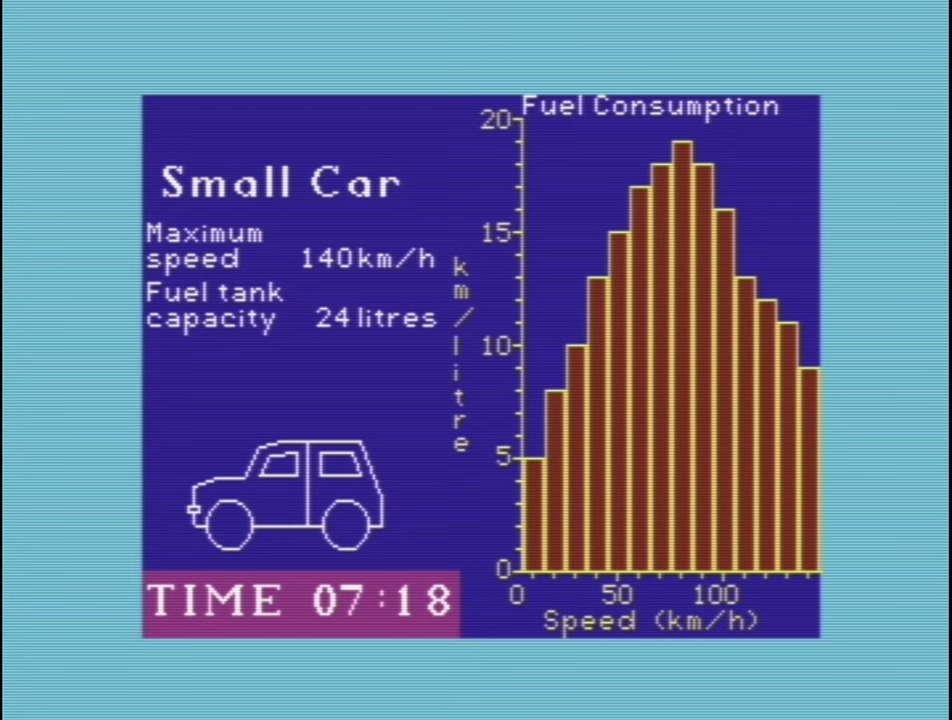 Fuel Consumption
Small Car
Maximum
speed 140km/h
Fuel tank
capacity 24 litres
km/litre
20
15
10
5
0
0 50 100
Speed (km/h)
TIME 07:18